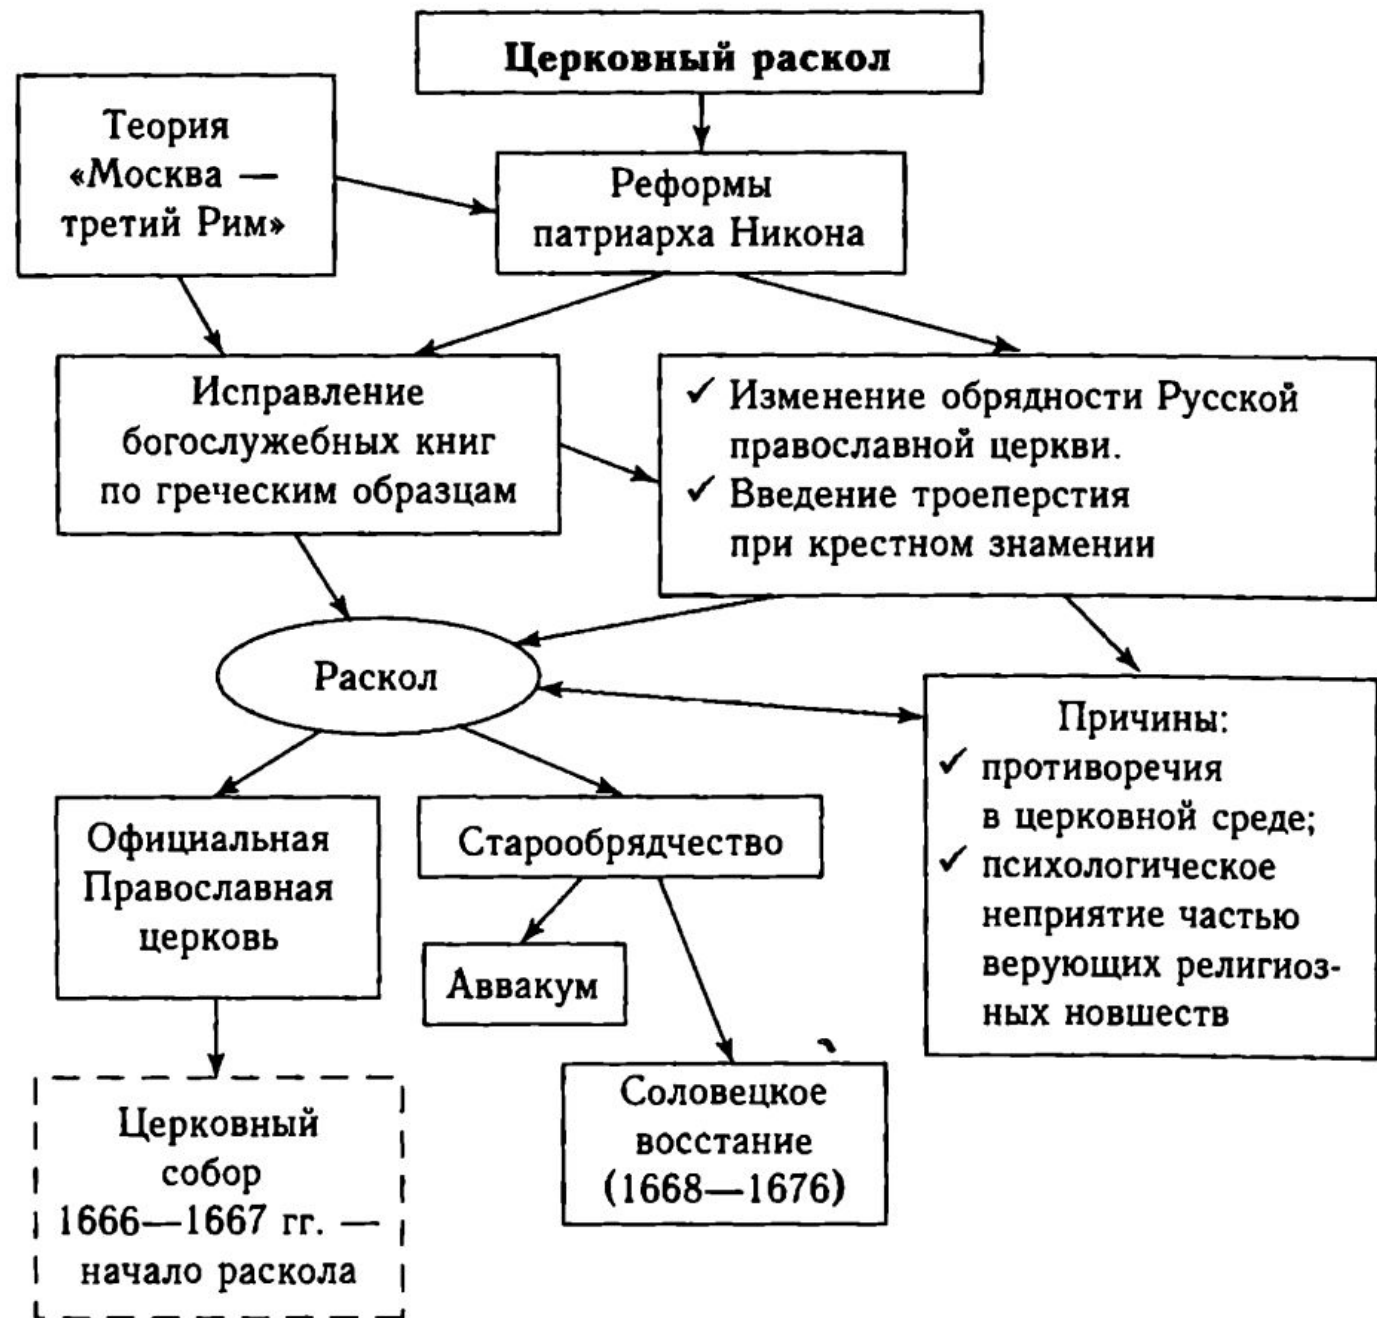 Церковный раскол
Теория
«Москва —
третий Рим»
Реформы
патриарха Никона
Исправление
богослужебных книг
по греческим образцам
✓ Изменение обрядности Русской
православной церкви.
✓ Введение троеперстия
при крестном знамении
Раскол
Причины:
✓ противоречия
в церковной среде;
✓ психологическое
неприятие частью
верующих религиоз-
ных новшеств
Официальная
Православная
церковь
Старообрядчество
Аввакум
Соловецкое
восстание
(1668—1676)
Церковный
собор
1666—1667 гг. —
начало раскола